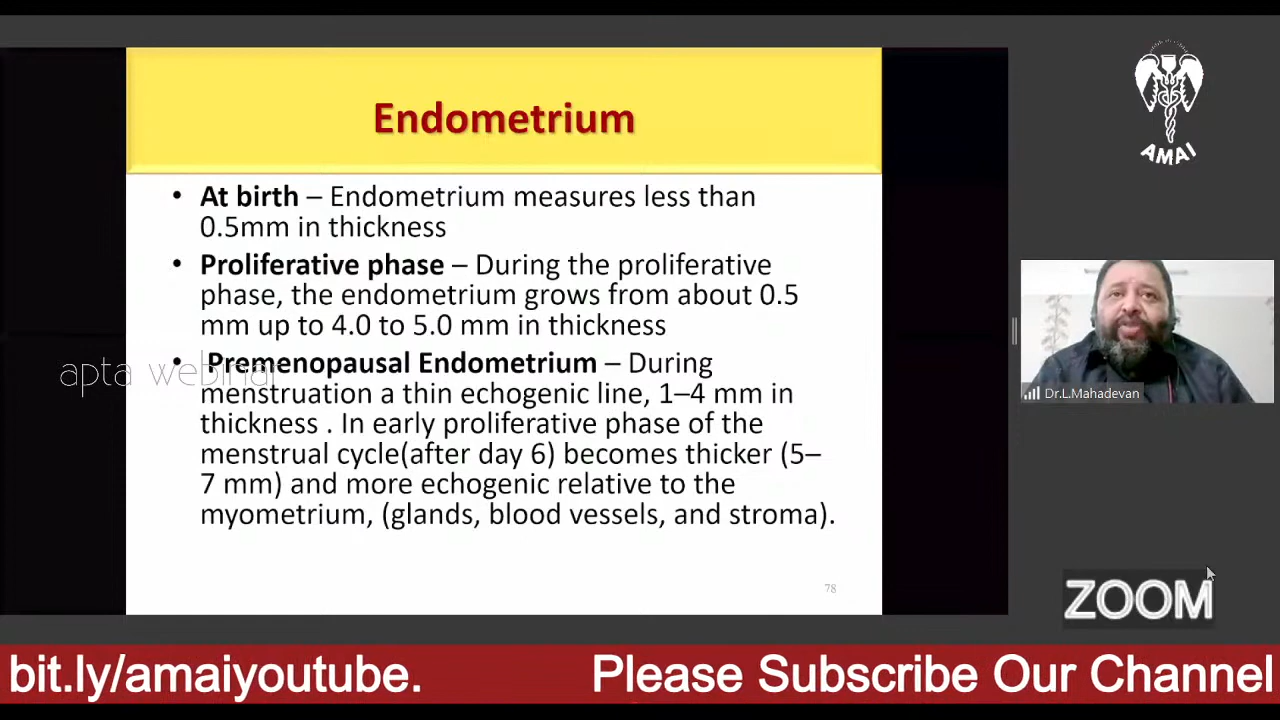 Endometrium
• At birth – Endometrium measures less than
0.5mm in thickness
• Proliferative phase – During the proliferative
phase, the endometrium grows from about 0.5
mm up to 4.0 to 5.0 mm in thickness
• Premenopausal Endometrium – During
menstruation a thin echogenic line, 1–4 mm in
thickness . In early proliferative phase of the
menstrual cycle(after day 6) becomes thicker (5–
7 mm) and more echogenic relative to the
myometrium, (glands, blood vessels, and stroma).
78
apta webinar
AMAI
Dr.L.Mahadevan
ZOOM
bit.ly/amaiyoutube. Please Subscribe Our Channel